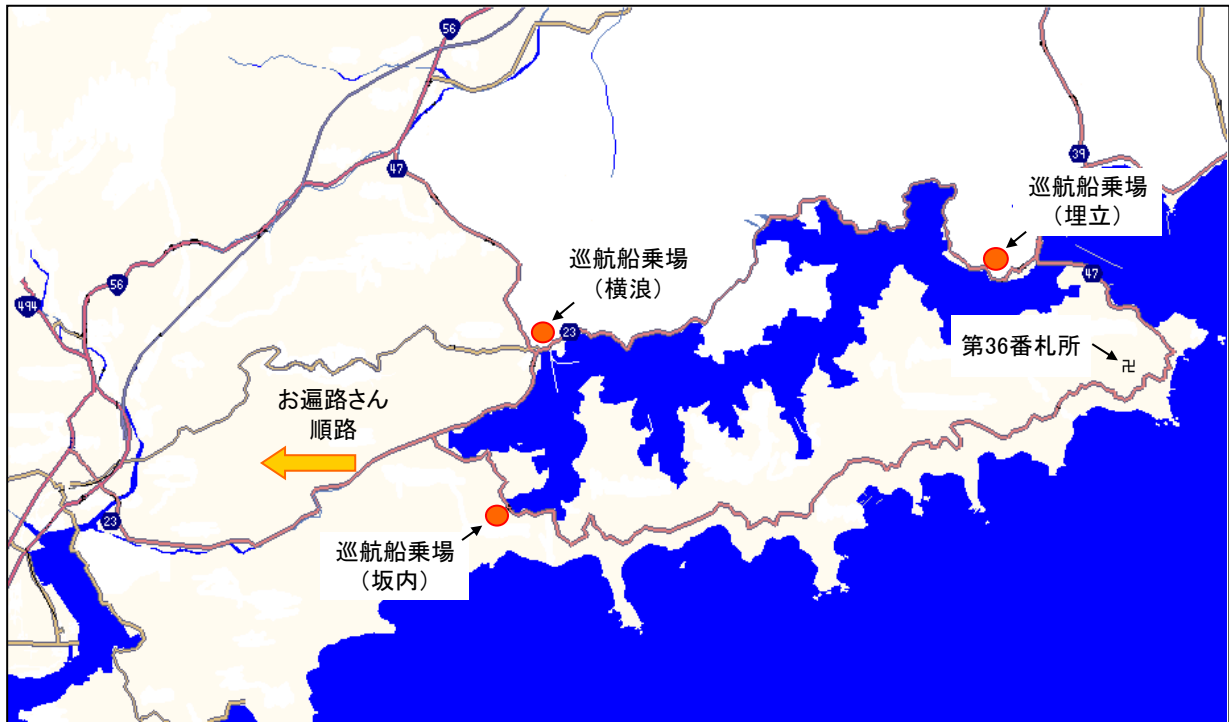 56
39
47
巡航船乗場
(埋立)
巡航船乗場
(横浪)
47
56
494
23
第36番札所
卍
お遍路さん
順路
23
巡航船乗場
(坂内)